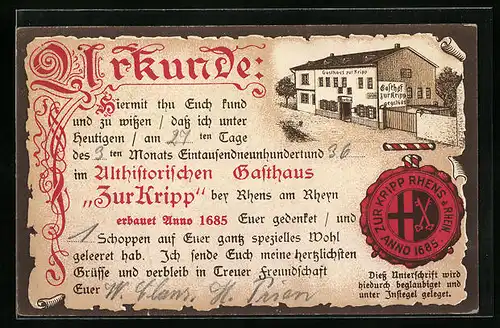 Urkunde:
Hiermit thu Euch kund
und zu wißen / daß ich unter
Heutigem / am 27 ten Tage
des 3 ten Monats Eintausendneunhundertund 36
im Althistorischen Gasthaus
„Zur Kripp" bey Rhens am Rheyn
erbauet Anno 1685 Euer gedenket / und
1 Schoppen auf Euer gantz spezielles Wohl
geleeret hab. Ich sende Euch meine hertzlichsten
Grüsse und verbleib in Treuer Freundschaft
Euer W.
Gasthaus zur Kripp
Gasthof
zur Kripp
ZUR KRIPP RHENS A RHEIN
ANNO 1685
Dieß Unterschrift wird
hiedurch beglaubiget und
unter Insiegel geleget.